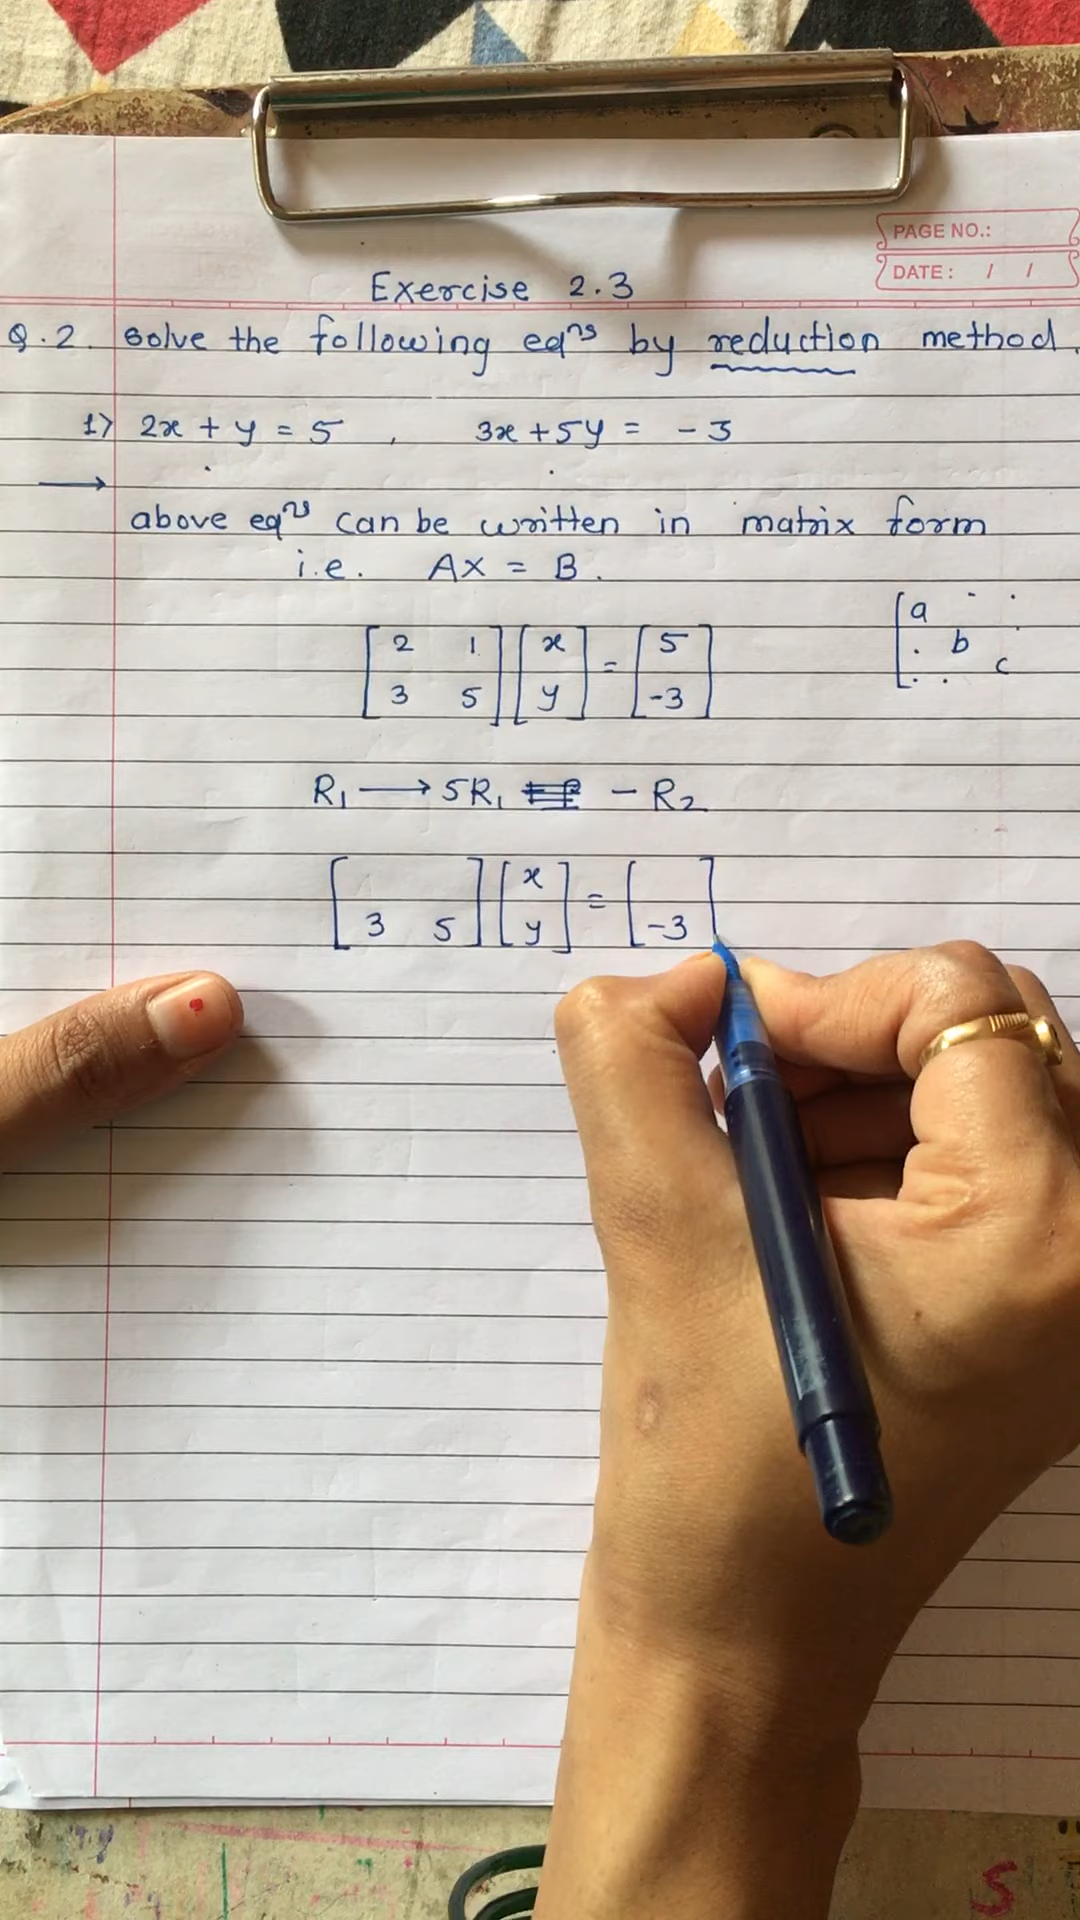 PAGE NO.:
DATE: / /
Exercise 2.3
Q.2. Solve the following eqⁿˢ by reduction method.
1) 2x + y = 5 , 3x + 5y = - 3
→
above eqⁿˢ can be written in matrix form
i.e. AX = B.
[a
. b
. . c
[2 1] [x] = [5]
[3 5] [y] [-3]
R₁ → 5R₁ - R₂
[ ] [x] = [ ]
[3 5] [y] [-3]
S